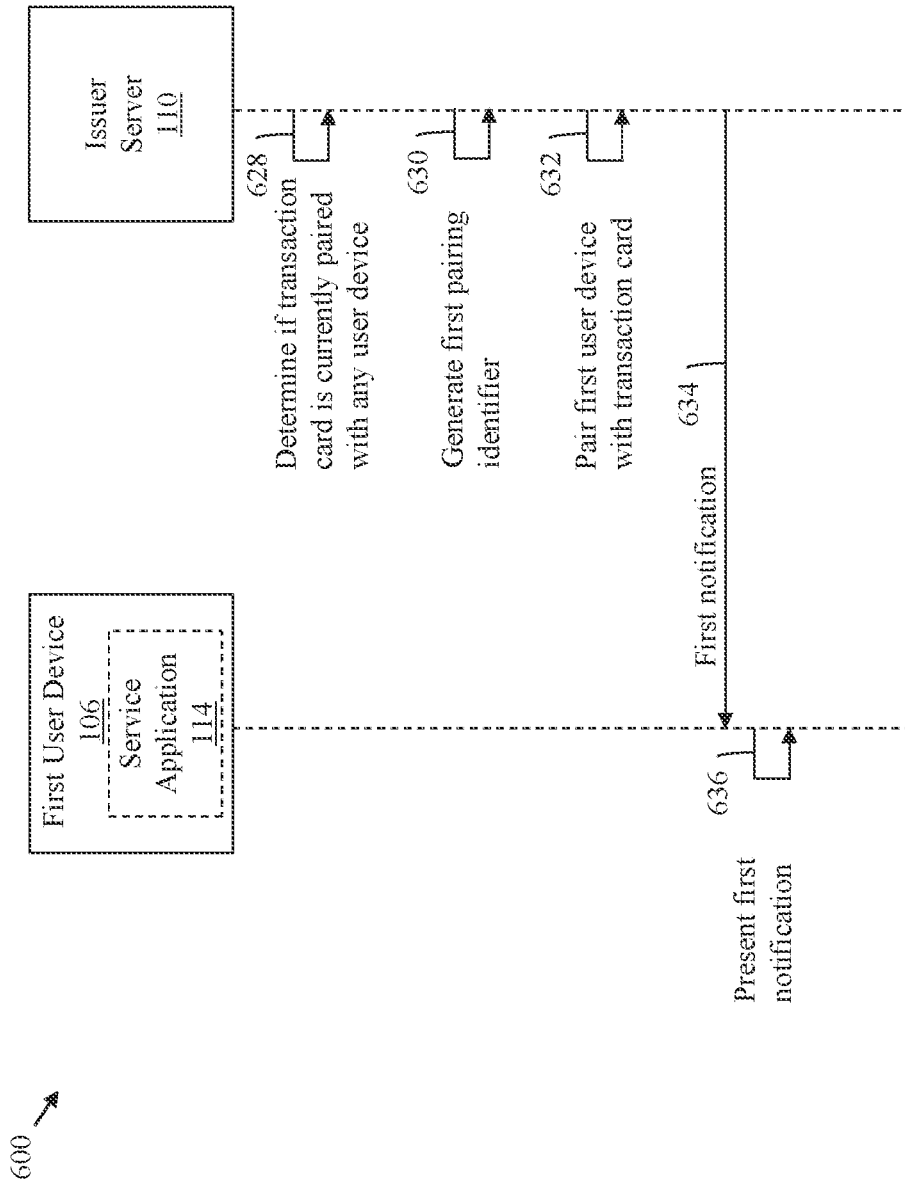 600
First User Device
106
Service
Application
114
Issuer
Server
110
628
Determine if transaction
card is currently paired
with any user device
630
Generate first pairing
identifier
632
Pair first user device
with transaction card
First notification
634
636
Present first
notification